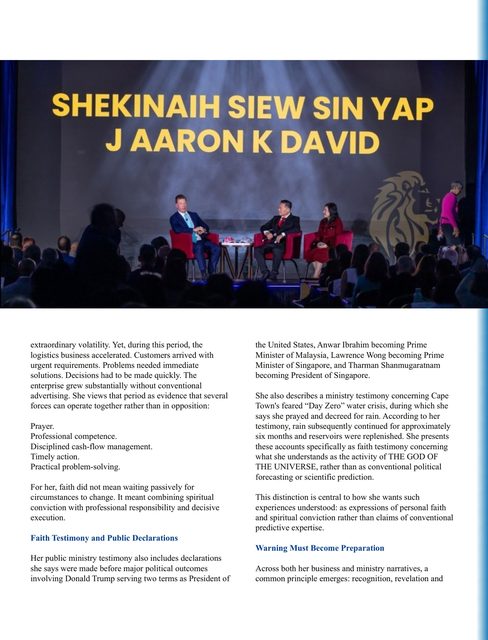 SHEKINAIH SIEW SIN YAP
J AARON K DAVID
extraordinary volatility. Yet, during this period, the
logistics business accelerated. Customers arrived with
urgent requirements. Problems needed immediate
solutions. Decisions had to be made quickly. The
enterprise grew substantially without conventional
advertising. She views that period as evidence that several
forces can operate together rather than in opposition:
Prayer.
Professional competence.
Disciplined cash-flow management.
Timely action.
Practical problem-solving.
For her, faith did not mean waiting passively for
circumstances to change. It meant combining spiritual
conviction with professional responsibility and decisive
execution.
Faith Testimony and Public Declarations
Her public ministry testimony also includes declarations
she says were made before major political outcomes
involving Donald Trump serving two terms as President of
the United States, Anwar Ibrahim becoming Prime
Minister of Malaysia, Lawrence Wong becoming Prime
Minister of Singapore, and Tharman Shanmugaratnam
becoming President of Singapore.
She also describes a ministry testimony concerning Cape
Town's feared “Day Zero” water crisis, during which she
says she prayed and decreed for rain. According to her
testimony, rain subsequently continued for approximately
six months and reservoirs were replenished. She presents
these accounts specifically as faith testimony concerning
what she understands as the activity of THE GOD OF
THE UNIVERSE, rather than as conventional political
forecasting or scientific prediction.
This distinction is central to how she wants such
experiences understood: as expressions of personal faith
and spiritual conviction rather than claims of conventional
predictive expertise.
Warning Must Become Preparation
Across both her business and ministry narratives, a
common principle emerges: recognition, revelation and